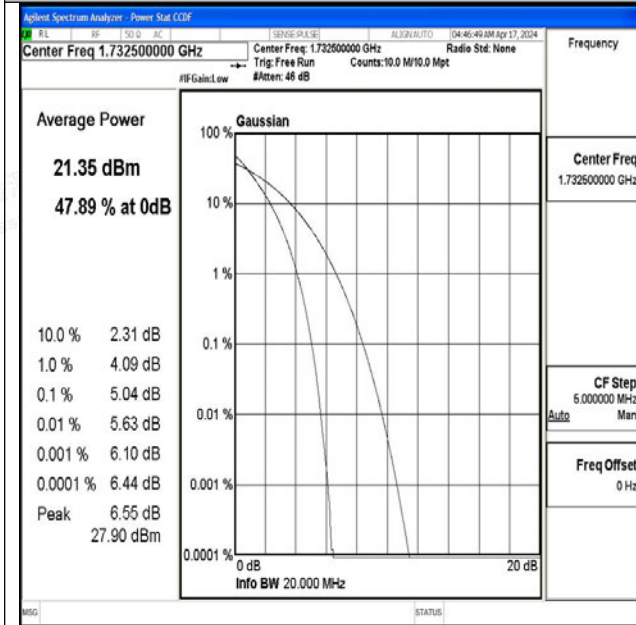 Agilent Spectrum Analyzer - Power Stat CCDF
RL RF 50 Ω AC SENSE:PULSE ALIGN AUTO 04:46:49 AM Apr 17, 2024
Center Freq 1.732500000 GHz
Center Freq: 1.732500000 GHz Radio Std: None
Trig: Free Run Counts:10.0 M/10.0 Mpt
#IFGain:Low #Atten: 46 dB
Frequency
Average Power
21.35 dBm
47.89 % at 0dB
10.0 % 2.31 dB
1.0 % 4.09 dB
0.1 % 5.04 dB
0.01 % 5.63 dB
0.001 % 6.10 dB
0.0001 % 6.44 dB
Peak 6.55 dB
27.90 dBm
Gaussian
100 %
10 %
1 %
0.1 %
0.01 %
0.001 %
0.0001 %
0 dB 20 dB
Info BW 20.000 MHz
Center Freq
1.732500000 GHz
CF Step
5.000000 MHz
Auto Man
Freq Offset
0 Hz
MSG STATUS